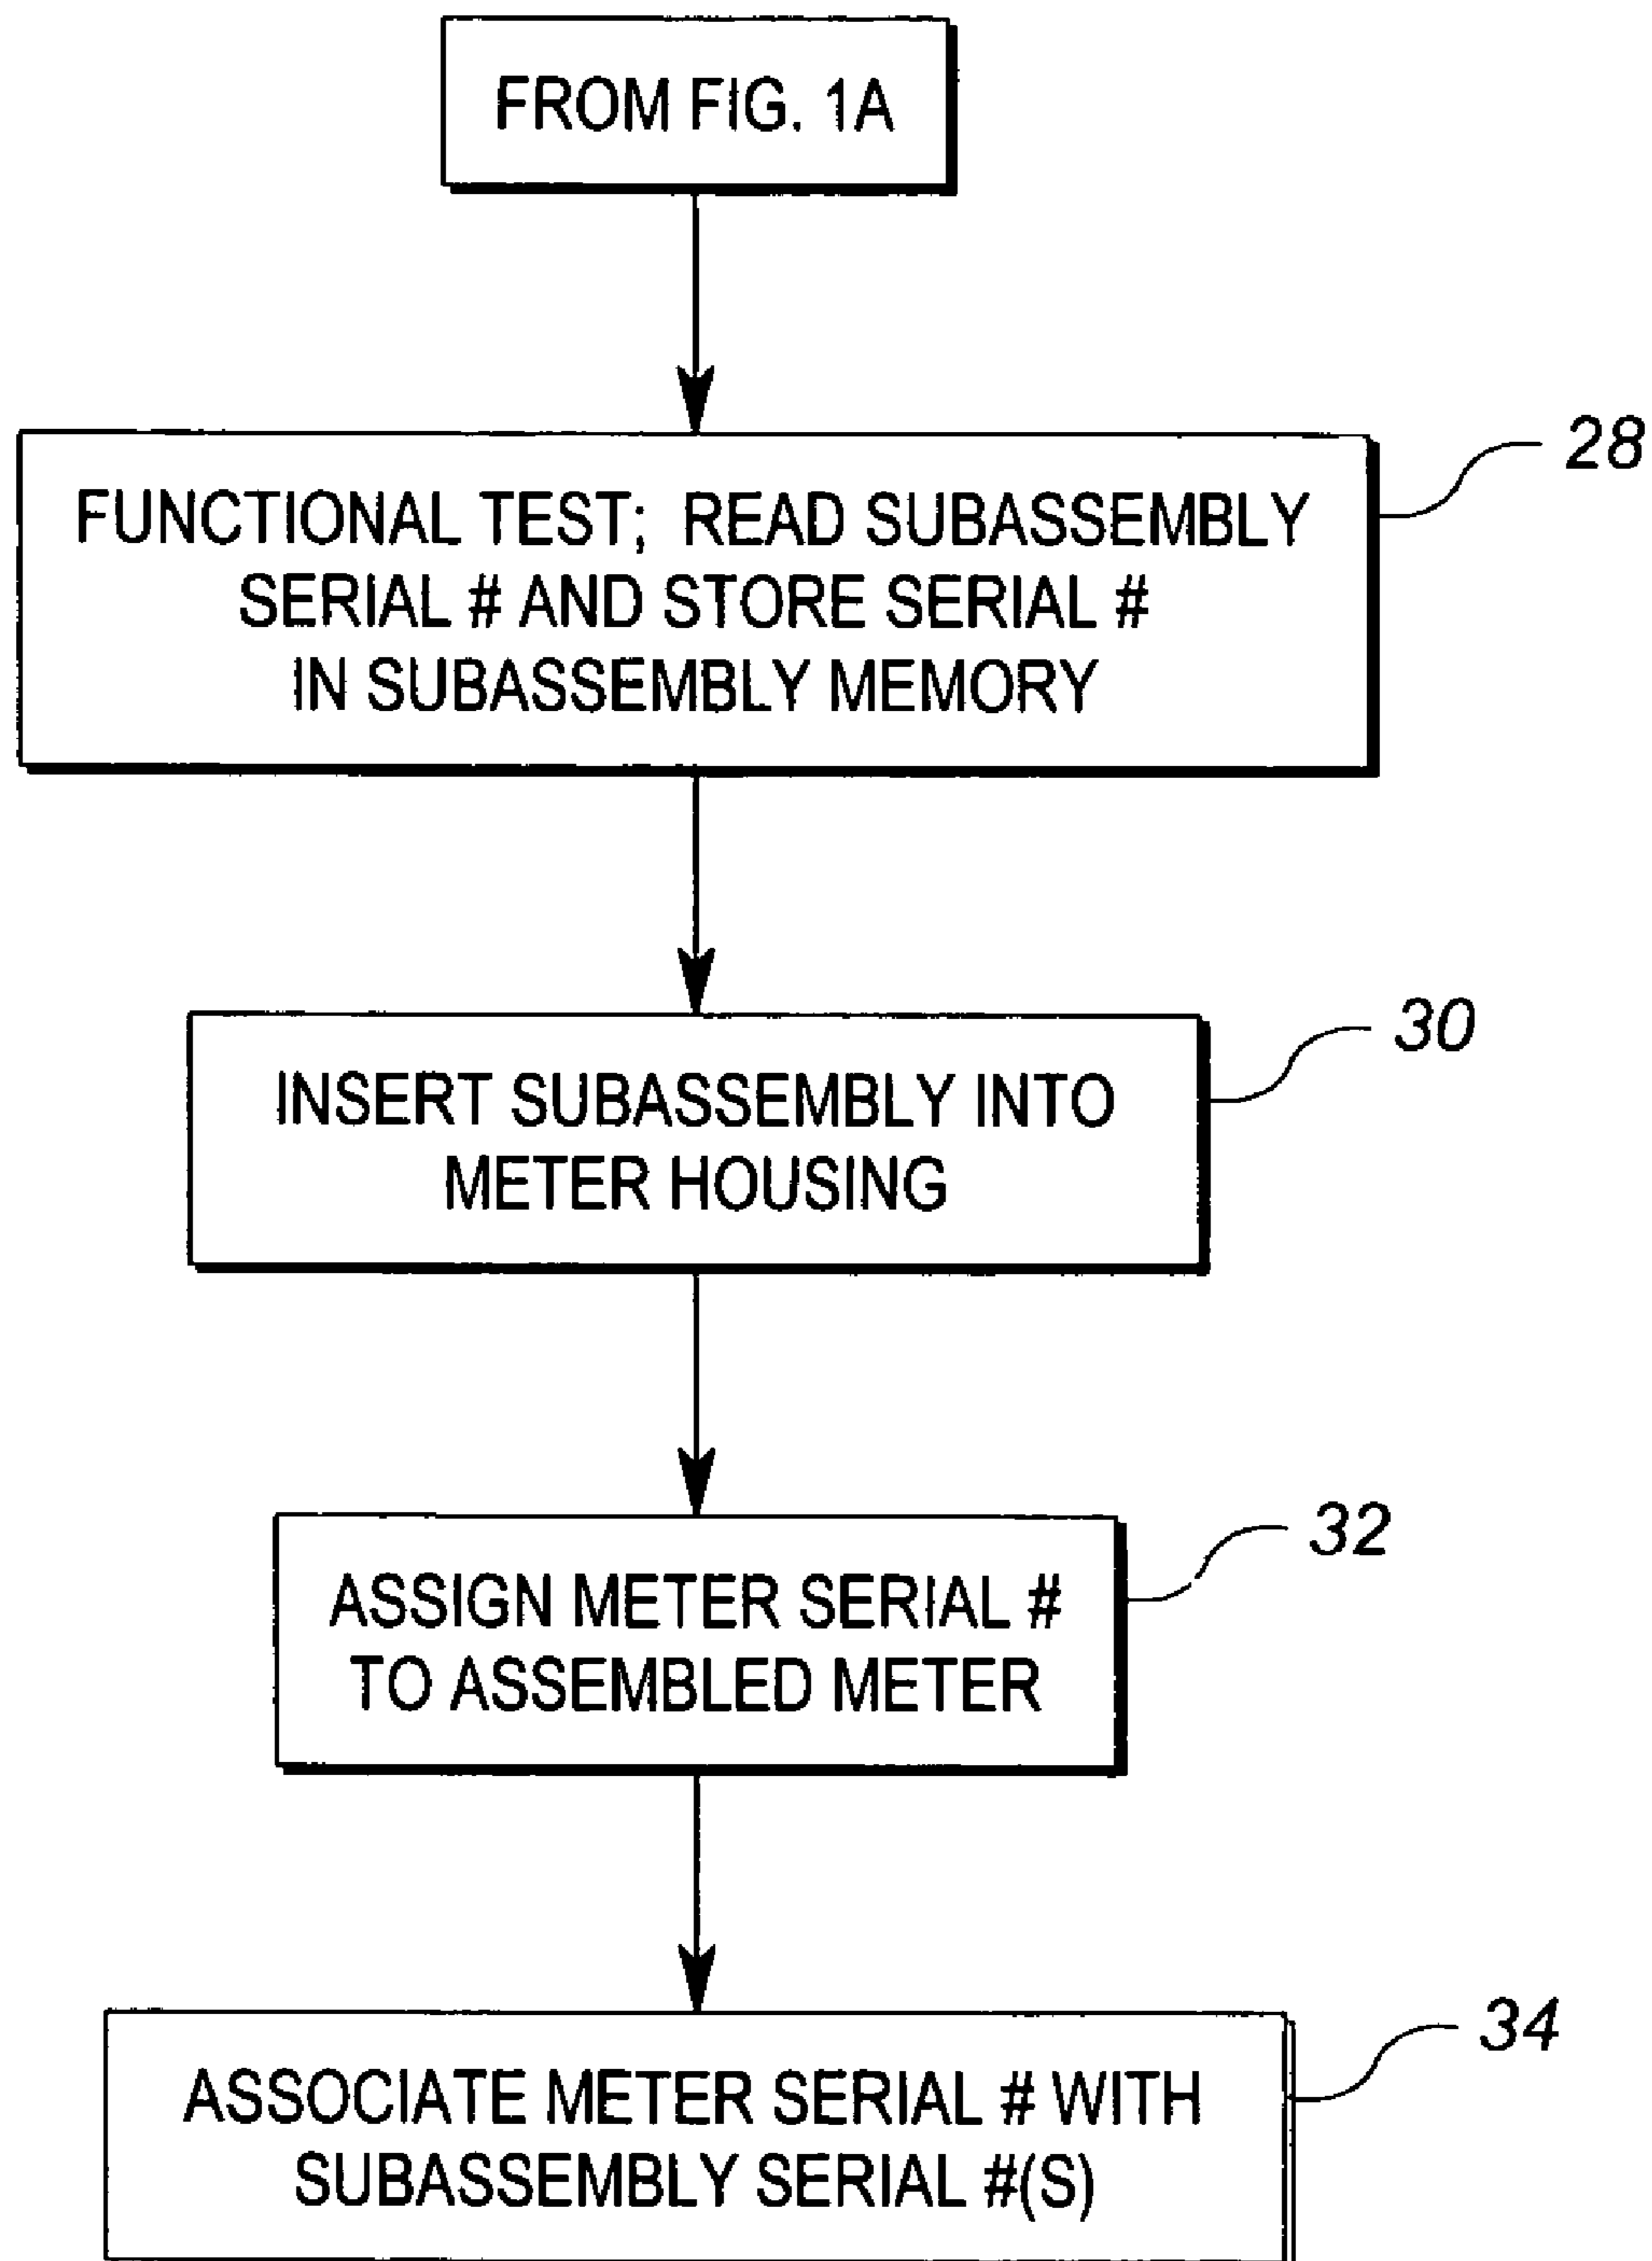 FROM FIG. 1A
28
FUNCTIONAL TEST; READ SUBASSEMBLY
SERIAL # AND STORE SERIAL #
IN SUBASSEMBLY MEMORY
30
INSERT SUBASSEMBLY INTO
METER HOUSING
32
ASSIGN METER SERIAL #
TO ASSEMBLED METER
34
ASSOCIATE METER SERIAL # WITH
SUBASSEMBLY SERIAL #(S)